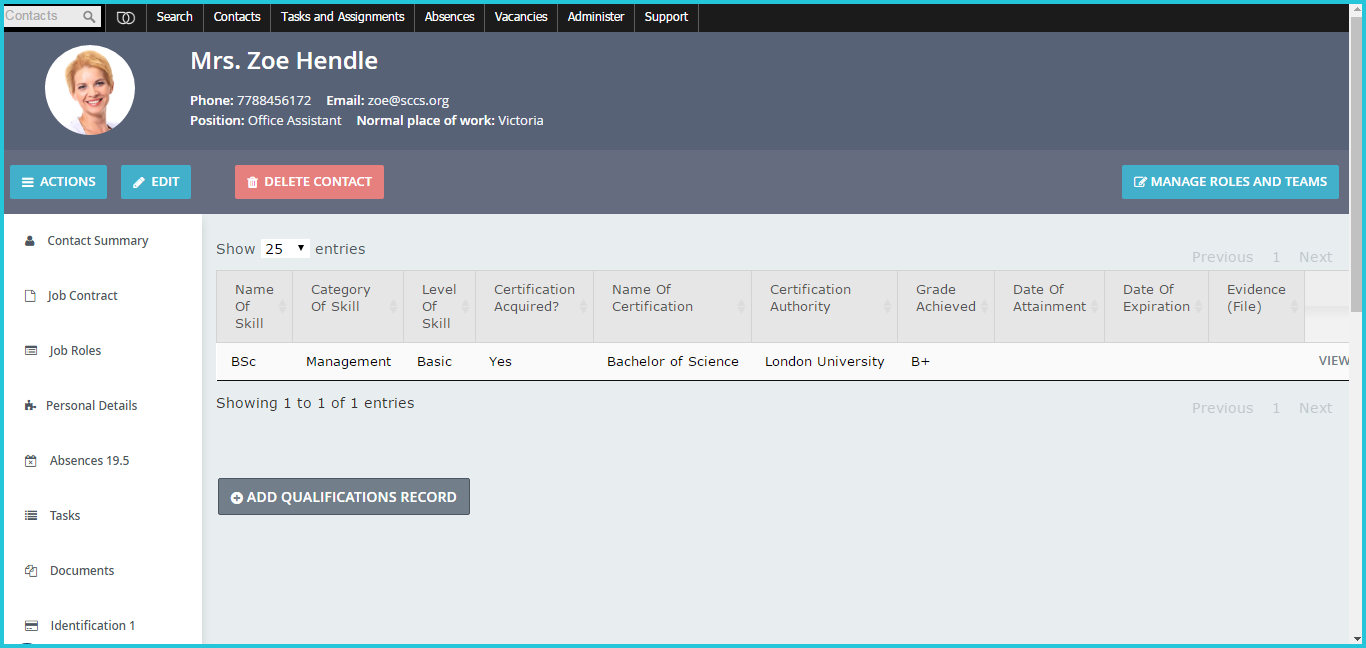 Contacts
Search Contacts Tasks and Assignments Absences Vacancies Administer Support
Mrs. Zoe Hendle
Phone: 7788456172 Email: zoe@sccs.org
Position: Office Assistant Normal place of work: Victoria
ACTIONS EDIT DELETE CONTACT MANAGE ROLES AND TEAMS
Contact Summary
Job Contract
Job Roles
Personal Details
Absences 19.5
Tasks
Documents
Identification 1
Show 25 entries
Previous 1 Next
Name Of Skill Category Of Skill Level Of Skill Certification Acquired? Name Of Certification Certification Authority Grade Achieved Date Of Attainment Date Of Expiration Evidence (File)
BSc Management Basic Yes Bachelor of Science London University B+ VIEW
Showing 1 to 1 of 1 entries
Previous 1 Next
ADD QUALIFICATIONS RECORD